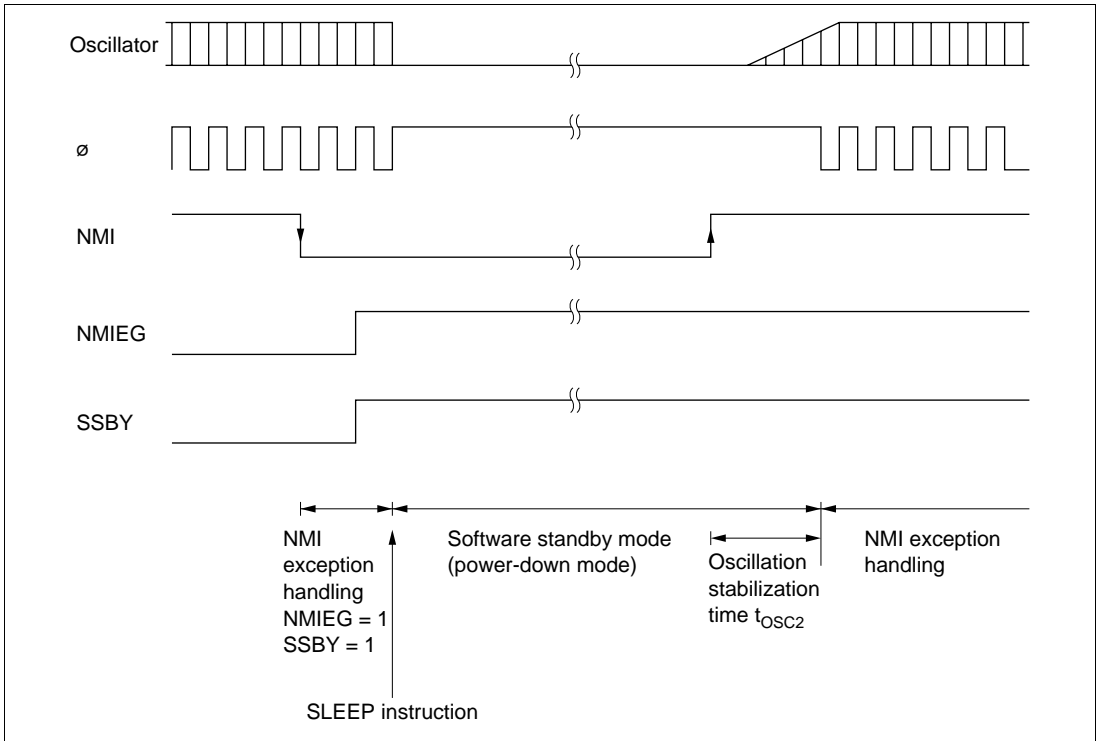 Oscillator
ø
NMI
NMIEG
SSBY
NMI
exception
handling
NMIEG = 1
SSBY = 1
Software standby mode
(power-down mode)
Oscillation
stabilization
time tOSC2
NMI exception
handling
SLEEP instruction